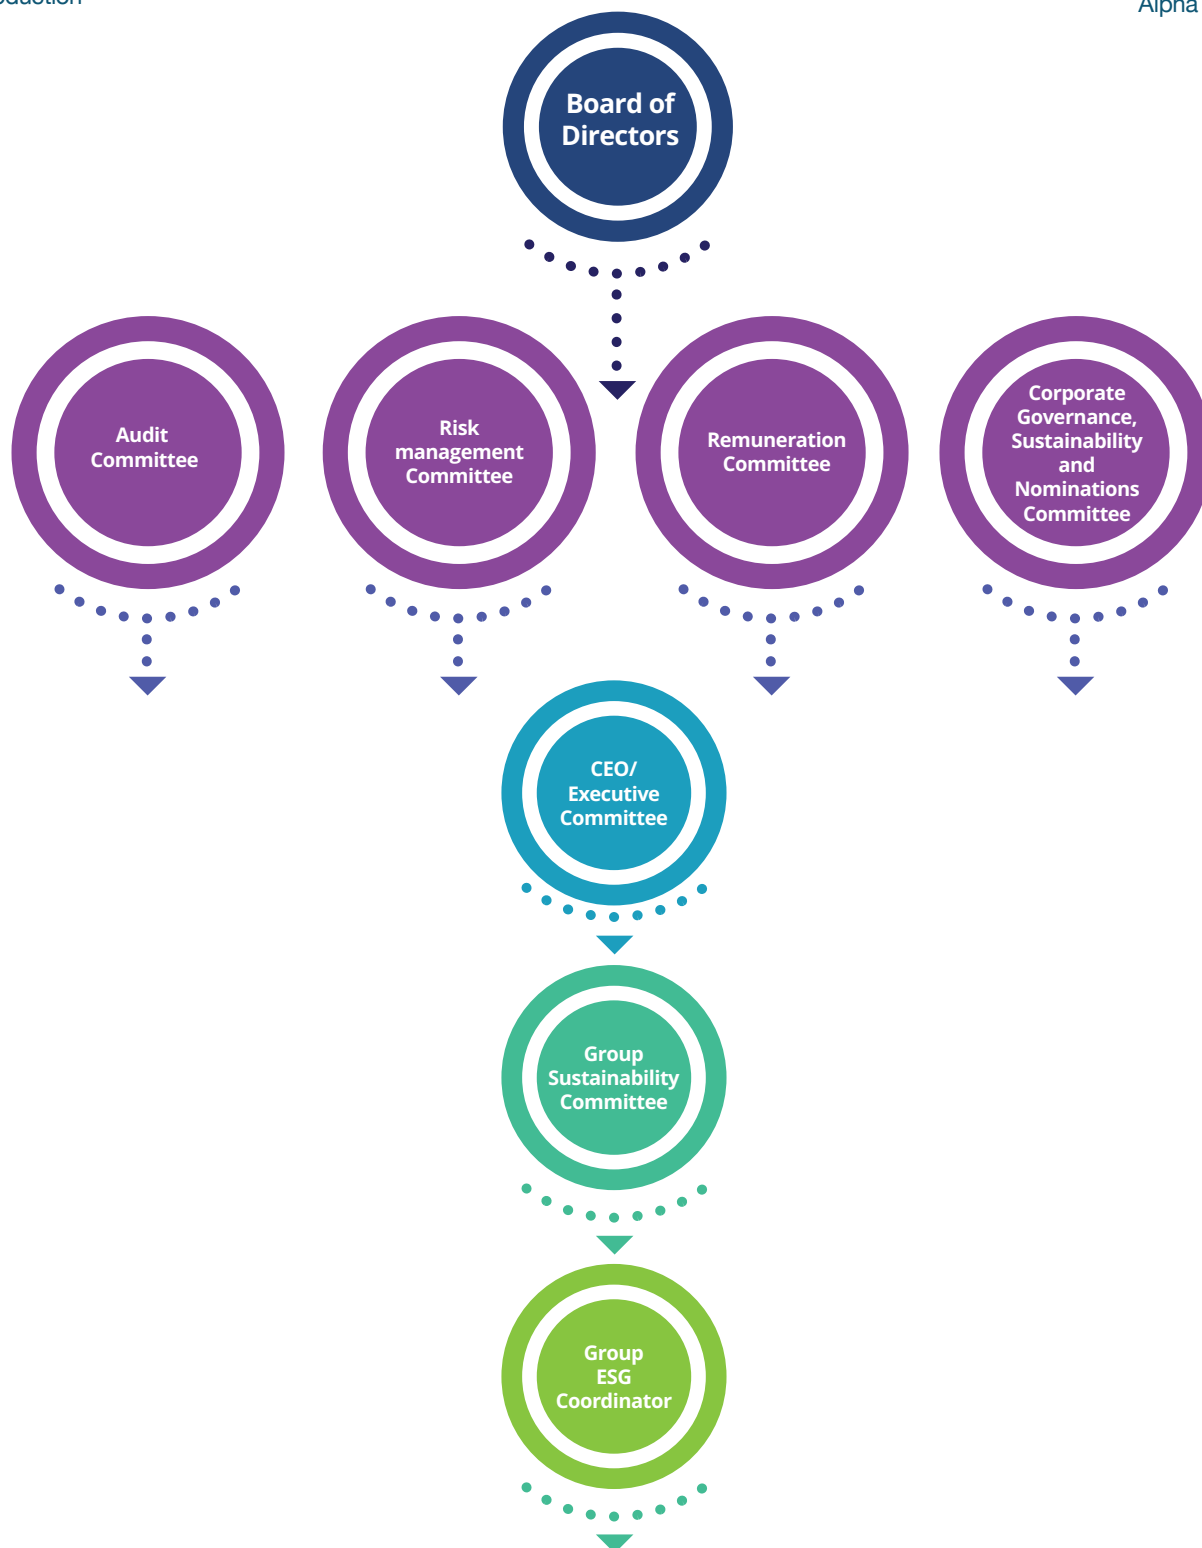 Alpha
Board of
Directors
Audit
Committee
Risk
management
Committee
Remuneration
Committee
Corporate
Governance,
Sustainability
and
Nominations
Committee
CEO/
Executive
Committee
Group
Sustainability
Committee
Group
ESG
Coordinator